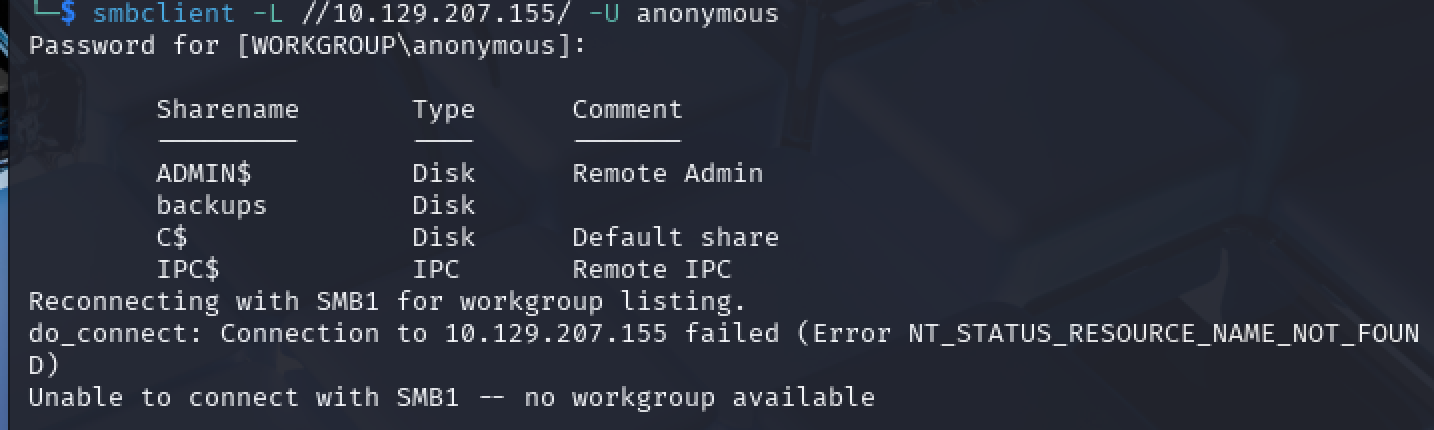 └─$ smbclient -L //10.129.207.155/ -U anonymous
Password for [WORKGROUP\anonymous]:
Sharename Type Comment
--------- ---- -------
ADMIN$ Disk Remote Admin
backups Disk
C$ Disk Default share
IPC$ IPC Remote IPC
Reconnecting with SMB1 for workgroup listing.
do_connect: Connection to 10.129.207.155 failed (Error NT_STATUS_RESOURCE_NAME_NOT_FOUN
D)
Unable to connect with SMB1 -- no workgroup available